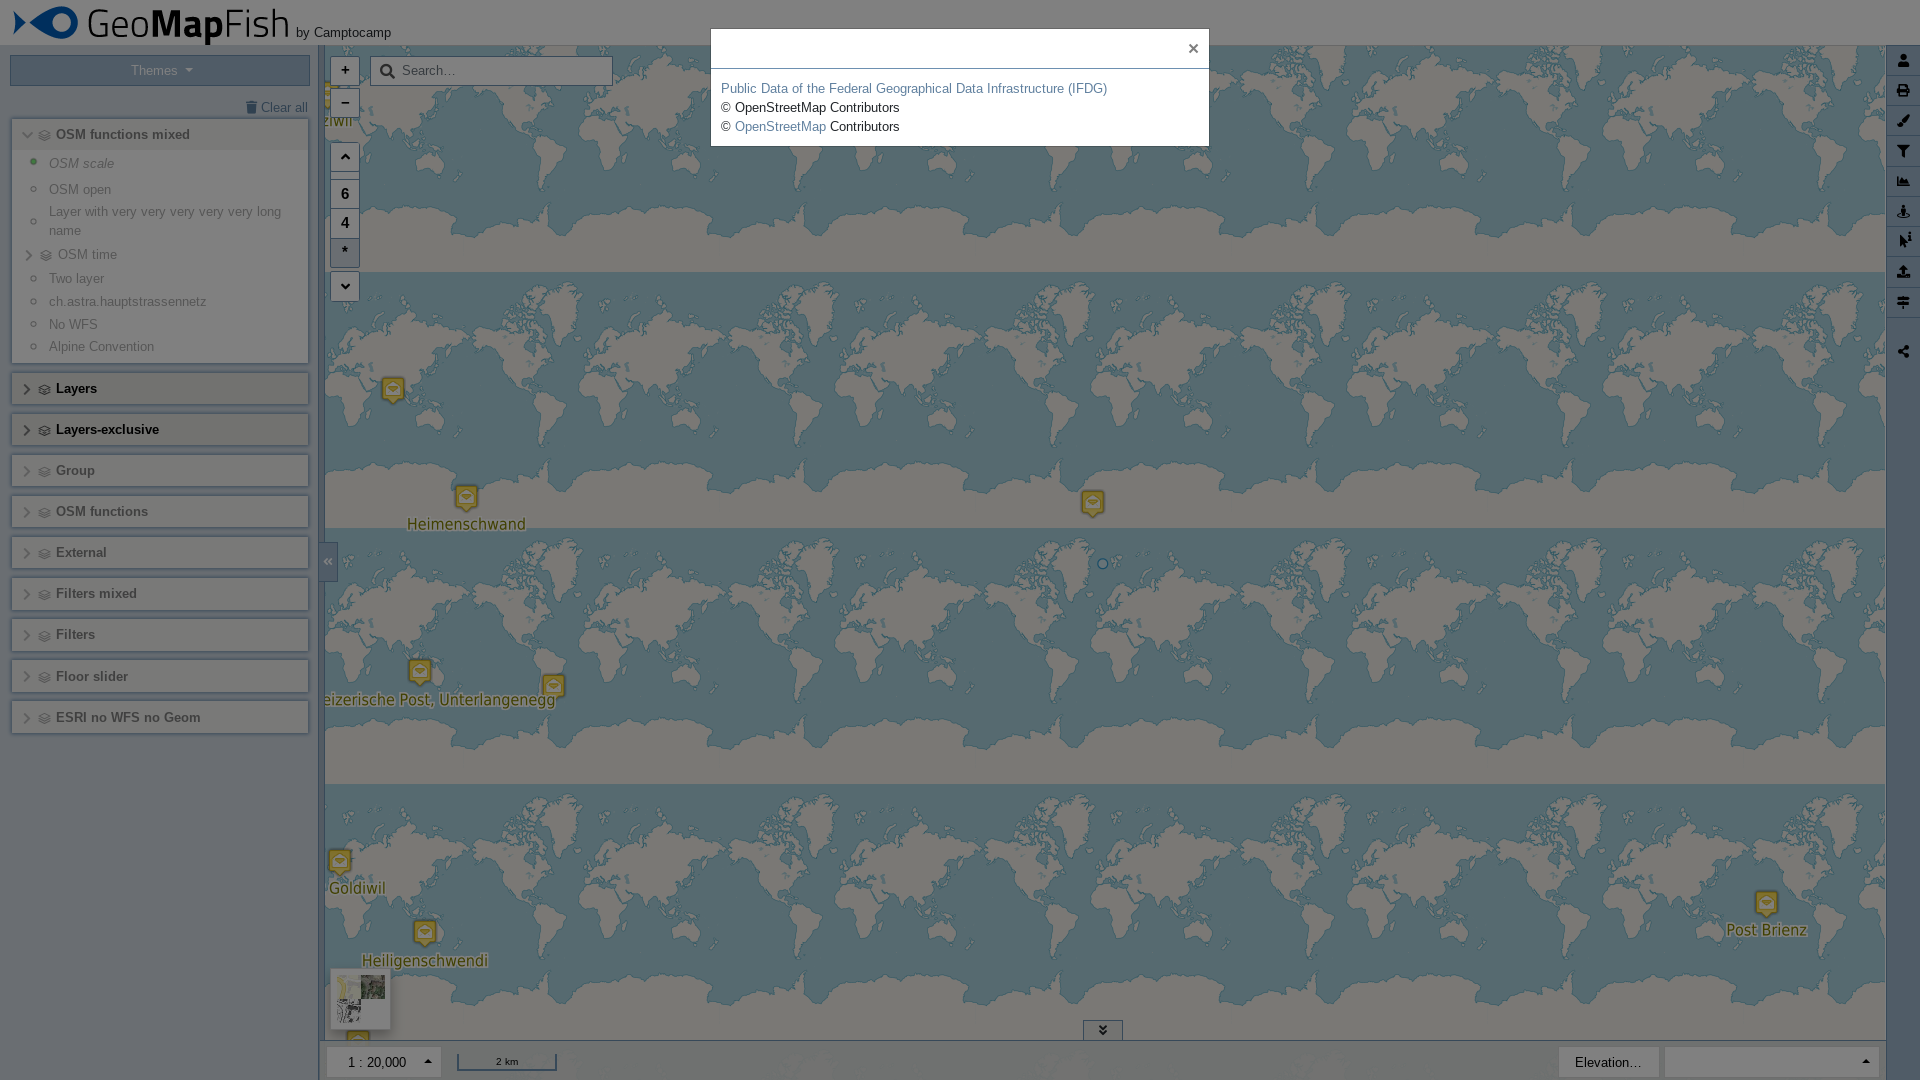 GeoMapFish by Camptocamp
×
Public Data of the Federal Geographical Data Infrastructure (IFDG)
© OpenStreetMap Contributors
© OpenStreetMap Contributors
Themes
Clear all
OSM functions mixed
OSM scale
OSM open
Layer with very very very very very long
name
OSM time
Two layer
ch.astra.hauptstrassennetz
No WFS
Alpine Convention
Layers
Layers-exclusive
Group
OSM functions
External
Filters mixed
Filters
Floor slider
ESRI no WFS no Geom
+
Search…
−
6
4
*
«
Heimenschwand
eizerische Post, Unterlangenegg
Goldiwil
Heiligenschwendi
Post Brienz
1 : 20,000
2 km
Elevation…